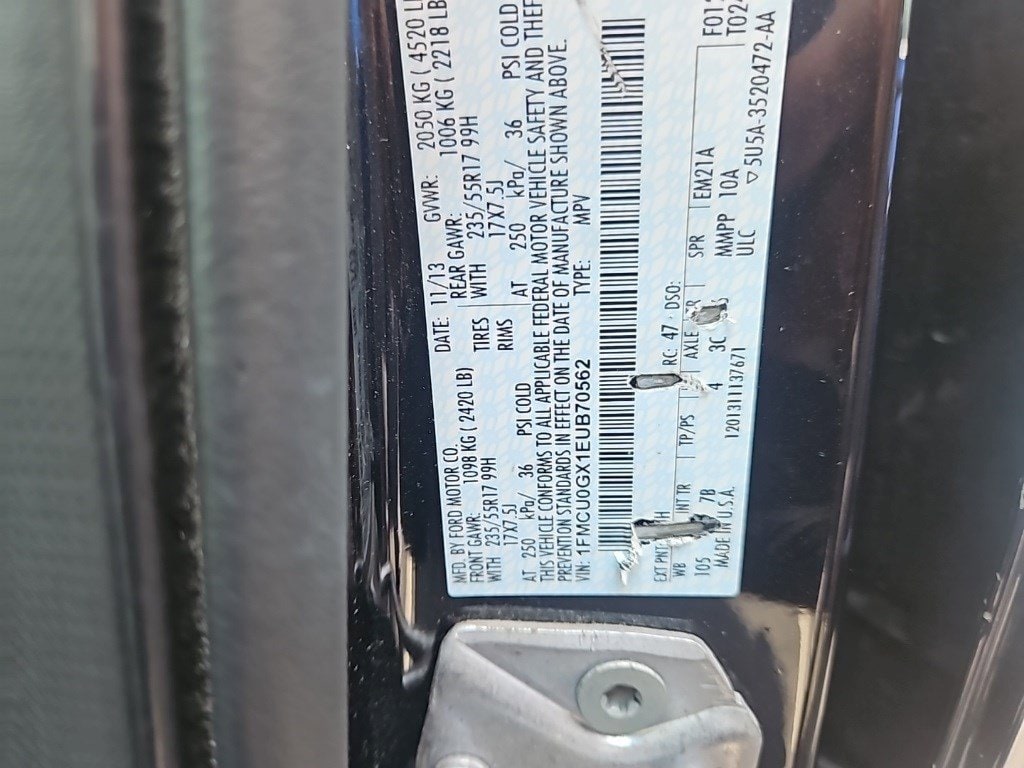 MFD. BY FORD MOTOR CO. DATE: 11/13 GVWR: 2050 KG ( 4520 L
FRONT GAWR: 1098 KG ( 2420 LB) REAR GAWR: 1006 KG ( 2218 LB
WITH 235/55R17 99H TIRES WITH 235/55R17 99H
17X7.5J RIMS 17X7.5J
AT 250 kPa/ 36 PSI COLD AT 250 kPa/ 36 PSI COLD
THIS VEHICLE CONFORMS TO ALL APPLICABLE FEDERAL MOTOR VEHICLE SAFETY AND THEF
PREVENTION STANDARDS IN EFFECT ON THE DATE OF MANUFACTURE SHOWN ABOVE.
VIN: 1FMCU0GX1EUB70562 TYPE: MPV
F01
EXT PNT: RC: 47 DSO: T02
WB INT TR TP/PS AXLE SPR EM21A
105 7B 4 3C MMPP 10A
MADE IN U.S.A. 12013111137671 ULC
▽5U5A-3520472-AA